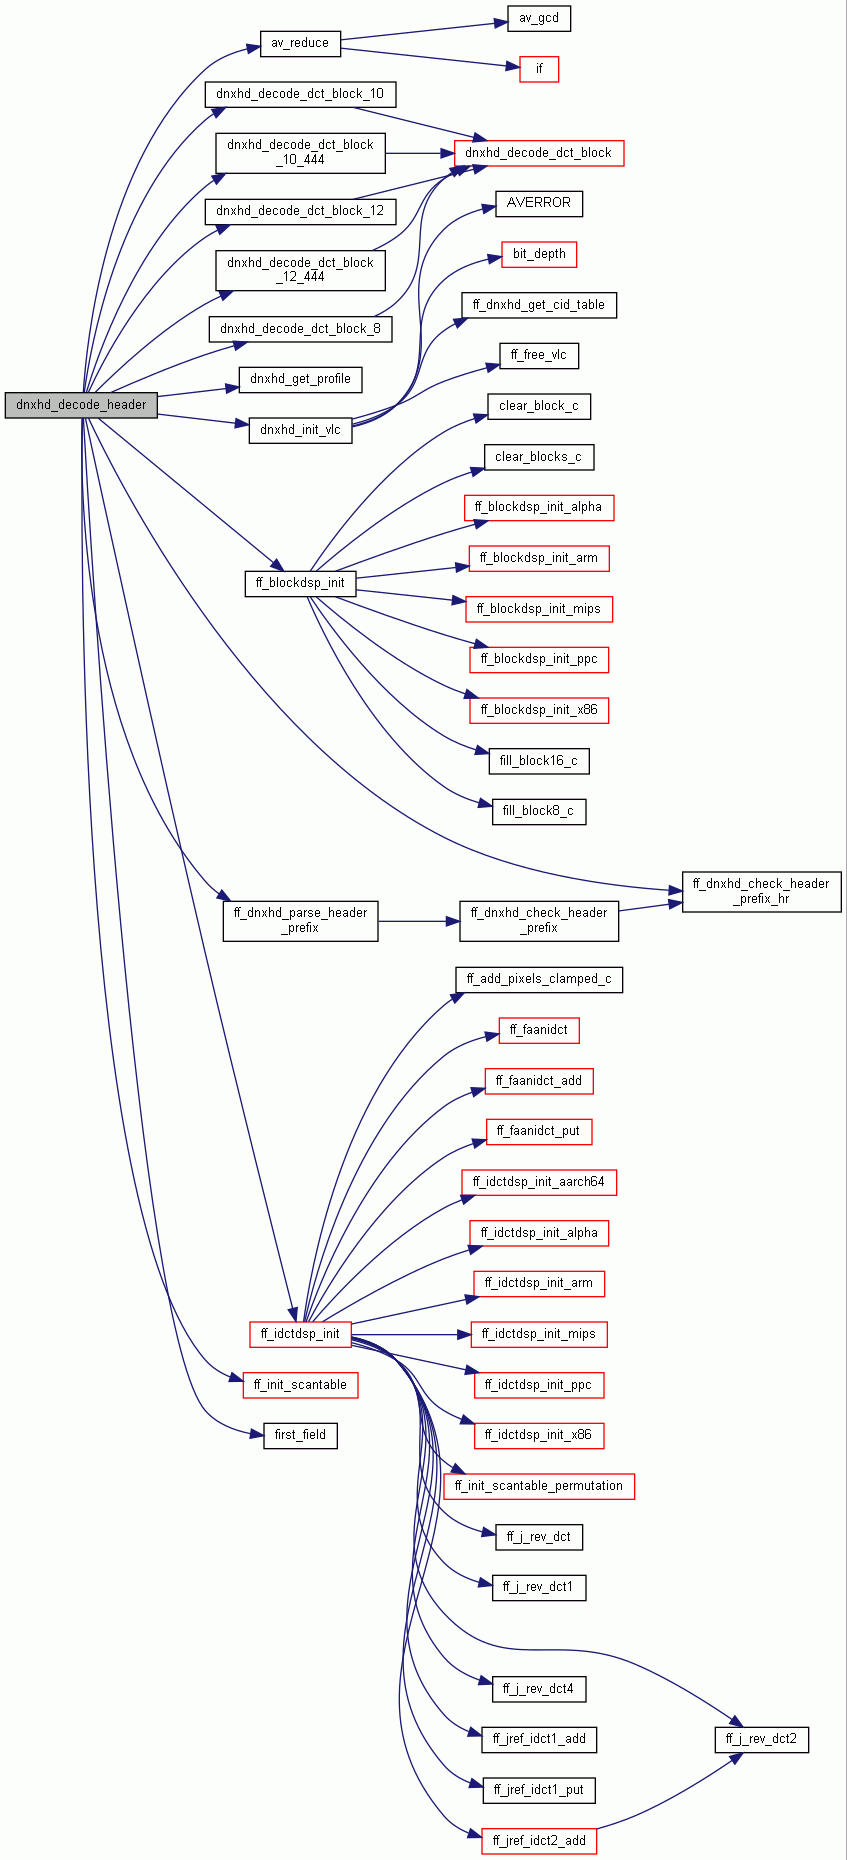 av_gcd
av_reduce
if
dnxhd_decode_dct_block_10
dnxhd_decode_dct_block
_10_444
dnxhd_decode_dct_block
dnxhd_decode_dct_block_12
AVERROR
dnxhd_decode_dct_block
_12_444
bit_depth
ff_dnxhd_get_cid_table
dnxhd_decode_dct_block_8
ff_free_vlc
dnxhd_get_profile
dnxhd_decode_header
clear_block_c
dnxhd_init_vlc
clear_blocks_c
ff_blockdsp_init_alpha
ff_blockdsp_init_arm
ff_blockdsp_init
ff_blockdsp_init_mips
ff_blockdsp_init_ppc
ff_blockdsp_init_x86
fill_block16_c
fill_block8_c
ff_dnxhd_check_header
_prefix_hr
ff_dnxhd_parse_header
_prefix
ff_dnxhd_check_header
_prefix
ff_add_pixels_clamped_c
ff_faanidct
ff_faanidct_add
ff_faanidct_put
ff_idctdsp_init_aarch64
ff_idctdsp_init_alpha
ff_idctdsp_init_arm
ff_idctdsp_init
ff_idctdsp_init_mips
ff_init_scantable
ff_idctdsp_init_ppc
first_field
ff_idctdsp_init_x86
ff_init_scantable_permutation
ff_j_rev_dct
ff_j_rev_dct1
ff_j_rev_dct4
ff_jref_idct1_add
ff_j_rev_dct2
ff_jref_idct1_put
ff_jref_idct2_add